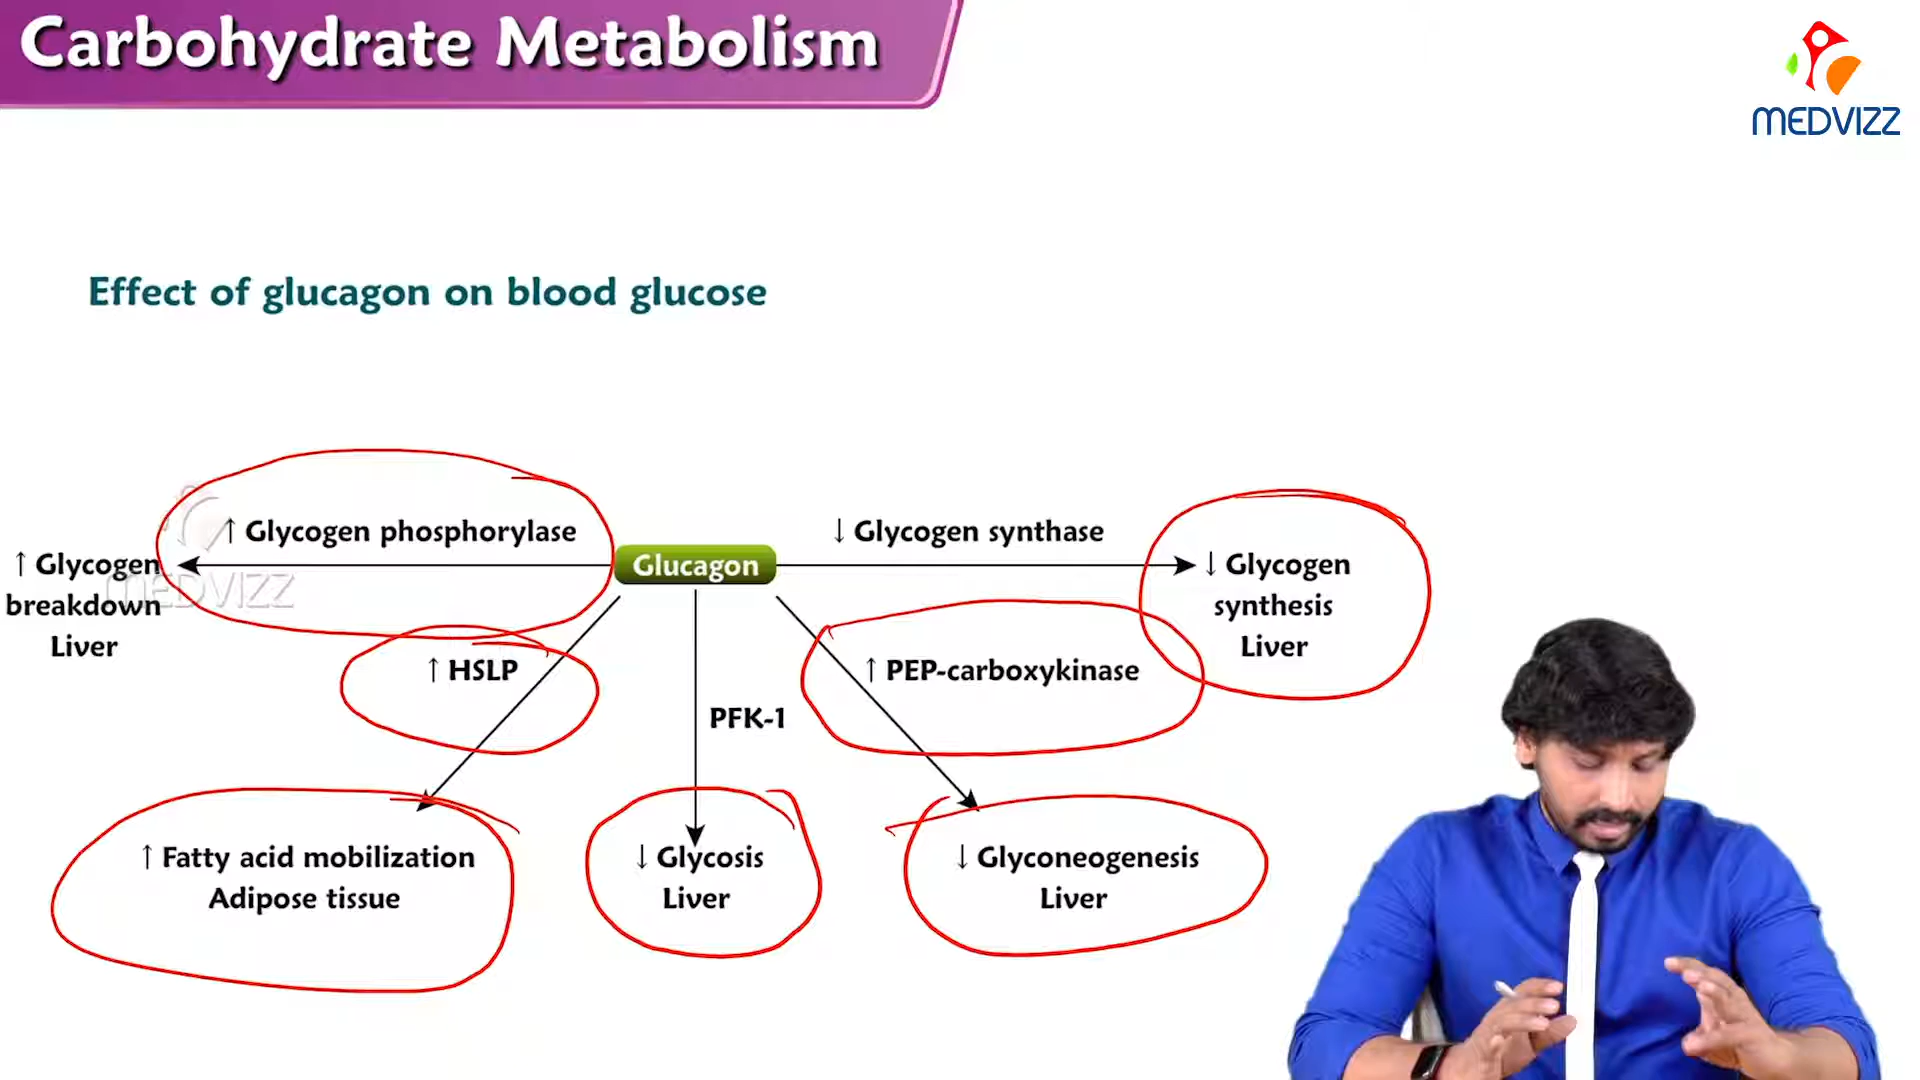 Carbohydrate Metabolism
MEDVIZZ
Effect of glucagon on blood glucose
↑ Glycogen phosphorylase
Glucagon
↓ Glycogen synthase
↑ Glycogen
breakdown
Liver
MEDVIZZ
↓ Glycogen
synthesis
Liver
↑ HSLP
PFK-1
↑ PEP-carboxykinase
↑ Fatty acid mobilization
Adipose tissue
↓ Glycosis
Liver
↓ Glyconeogenesis
Liver